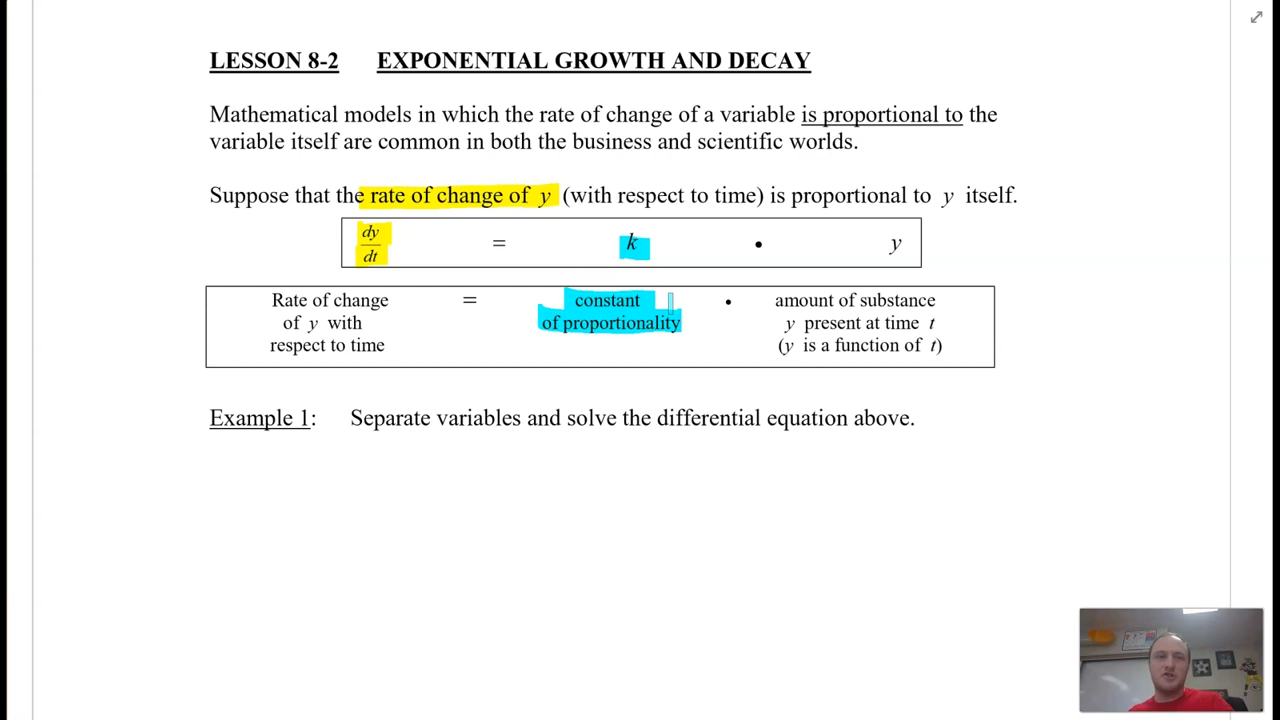 LESSON 8-2 EXPONENTIAL GROWTH AND DECAY
Mathematical models in which the rate of change of a variable is proportional to the
variable itself are common in both the business and scientific worlds.
Suppose that the rate of change of y (with respect to time) is proportional to y itself.
dy/dt = k • y
Rate of change = constant • amount of substance
of y with of proportionality y present at time t
respect to time (y is a function of t)
Example 1: Separate variables and solve the differential equation above.